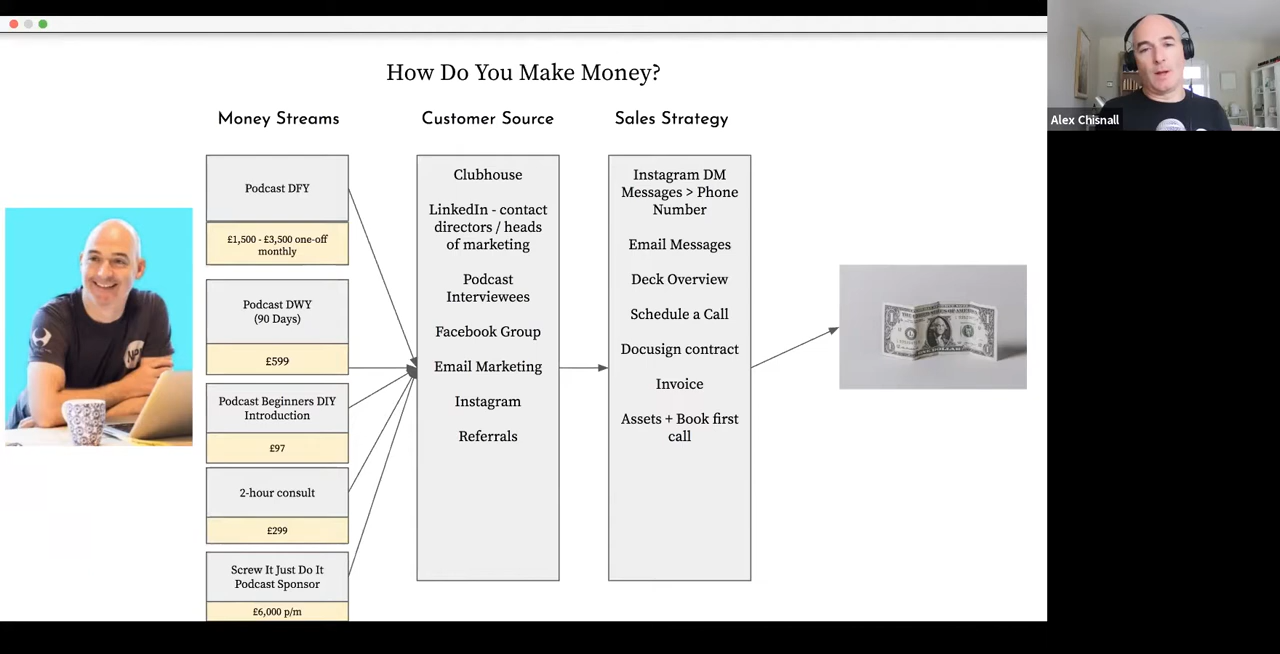 How Do You Make Money?
Money Streams
Customer Source
Sales Strategy
Podcast DFY
£1,500 - £3,500 one-off
monthly
Podcast DWY
(90 Days)
£599
Podcast Beginners DIY
Introduction
£97
2-hour consult
£299
Screw It Just Do It
Podcast Sponsor
£6,000 p/m
Clubhouse
LinkedIn - contact
directors / heads
of marketing
Podcast
Interviewees
Facebook Group
Email Marketing
Instagram
Referrals
Instagram DM
Messages > Phone
Number
Email Messages
Deck Overview
Schedule a Call
Docusign contract
Invoice
Assets + Book first
call
Alex Chisnall